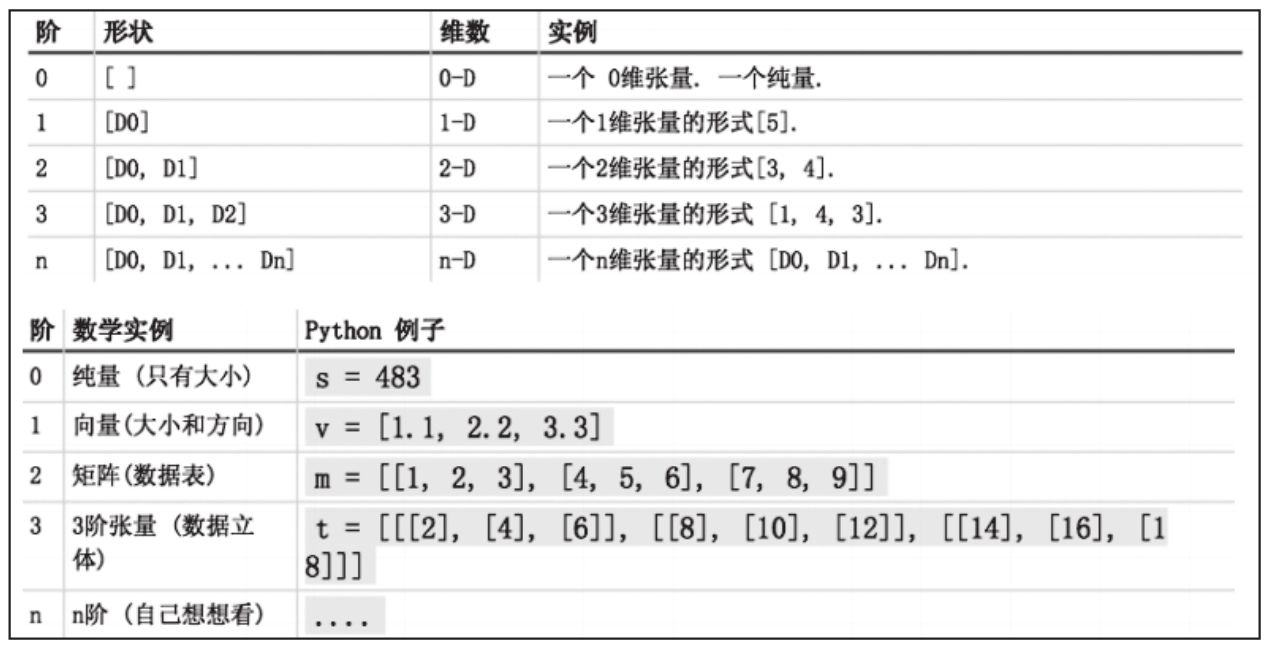 阶 形状 维数 实例
0 [ ] 0-D 一个 0维张量. 一个纯量.
1 [D0] 1-D 一个1维张量的形式[5].
2 [D0, D1] 2-D 一个2维张量的形式[3, 4].
3 [D0, D1, D2] 3-D 一个3维张量的形式 [1, 4, 3].
n [D0, D1, ... Dn] n-D 一个n维张量的形式 [D0, D1, ... Dn].
阶 数学实例 Python 例子
0 纯量 (只有大小) s = 483
1 向量(大小和方向) v = [1.1, 2.2, 3.3]
2 矩阵(数据表) m = [[1, 2, 3], [4, 5, 6], [7, 8, 9]]
3 3阶张量 (数据立 t = [[[2], [4], [6]], [[8], [10], [12]], [[14], [16], [1
体) 8]]]
n n阶 (自己想想看) ....